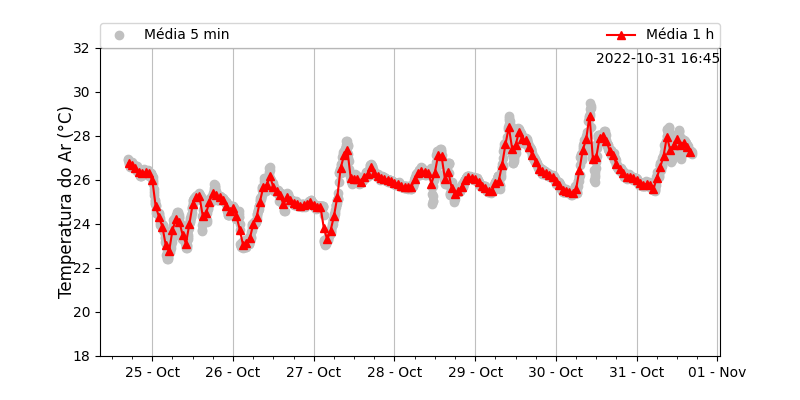 Média 5 min
Média 1 h
2022-10-31 16:45
Temperatura do Ar (°C)
32
30
28
26
24
22
20
18
25 - Oct
26 - Oct
27 - Oct
28 - Oct
29 - Oct
30 - Oct
31 - Oct
01 - Nov